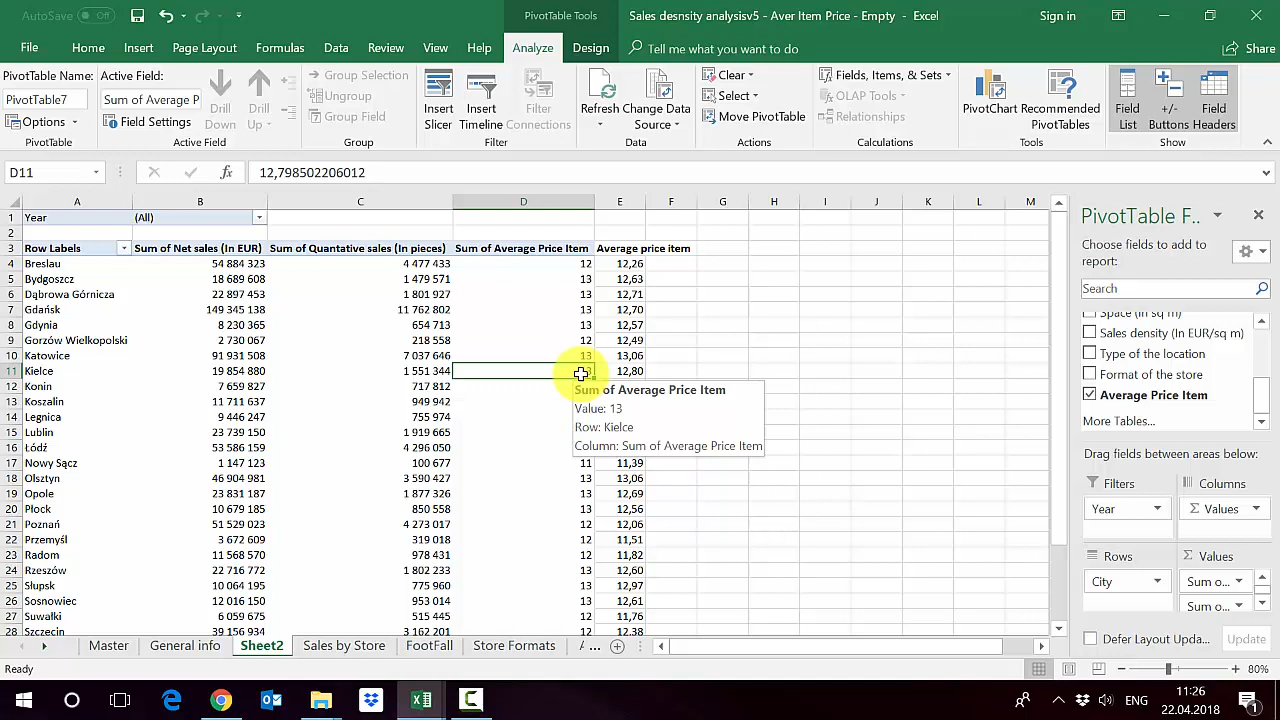 AutoSave
PivotTable Tools
Sales desnsity analysisv5 - Aver Item Price - Empty - Excel
Sign in
File Home Insert Page Layout Formulas Data Review View Help Analyze Design Tell me what you want to do Share
PivotTable Name: Active Field:
PivotTable7 Sum of Average P
Options Field Settings
Drill Down
Drill Up
Group Selection
Ungroup
Group Field
Insert Slicer
Insert Timeline
Filter Connections
Refresh
Change Data Source
Clear
Select
Move PivotTable
Fields, Items, & Sets
OLAP Tools
Relationships
PivotChart
Recommended PivotTables
Field List
+/- Buttons
Field Headers
PivotTable Active Field Group Filter Data Actions Calculations Tools Show
D11 fx 12,798502206012
A B C D E F G H I J K L M
1 Year (All)
2
3 Row Labels Sum of Net sales (In EUR) Sum of Quantative sales (In pieces) Sum of Average Price Item Average price item
4 Breslau 54 884 323 4 477 433 12 12,26
5 Bydgoszcz 18 689 608 1 479 571 13 12,63
6 Dąbrowa Górnicza 22 897 453 1 801 927 13 12,71
7 Gdańsk 149 345 138 11 762 802 13 12,70
8 Gdynia 8 230 365 654 713 13 12,57
9 Gorzów Wielkopolski 2 730 067 218 558 12 12,49
10 Katowice 91 931 508 7 037 646 13 13,06
11 Kielce 19 854 880 1 551 344 12,80
12 Konin 7 659 827 717 812
13 Koszalin 9 711 637 949 942
14 Legnica 9 446 247 755 974
15 Lublin 23 739 150 1 919 665
16 Łódź 53 586 159 4 296 050
17 Nowy Sącz 1 147 123 100 677 11 11,39
18 Olsztyn 46 904 981 3 590 427 13 13,06
19 Opole 23 831 187 1 877 326 13 12,69
20 Płock 10 679 185 850 558 13 12,56
21 Poznań 51 529 023 4 273 017 12 12,06
22 Przemyśl 3 672 609 319 018 12 11,51
23 Radom 11 568 570 978 431 12 11,82
24 Rzeszów 22 716 772 1 802 233 13 12,60
25 Słupsk 10 064 195 775 960 13 12,97
26 Sosnowiec 12 016 150 953 014 13 12,61
27 Suwałki 6 059 675 515 445 12 11,76
28 Szczecin 39 156 934 3 162 201 12 12,38
Sum of Average Price Item
Value: 13
Row: Kielce
Column: Sum of Average Price Item
PivotTable F...
Choose fields to add to report:
Search
Space (in sq m)
Sales density (In EUR/sq m)
Type of the location
Format of the store
Average Price Item
More Tables...
Drag fields between areas below:
Filters Columns
Year Values
Rows Values
City Sum o...
Sum o...
Defer Layout Upda... Update
Master General info Sheet2 Sales by Store FootFall Store Formats ...
Ready 80%
ENG
11:26
22.04.2018
1